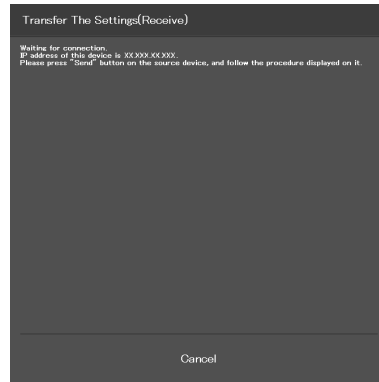 Transfer The Settings(Receive)
Waiting for connection.
IP address of this device is XX.XXX.XX.XXX.
Please press "Send" button on the source device, and follow the procedure displayed on it.
Cancel